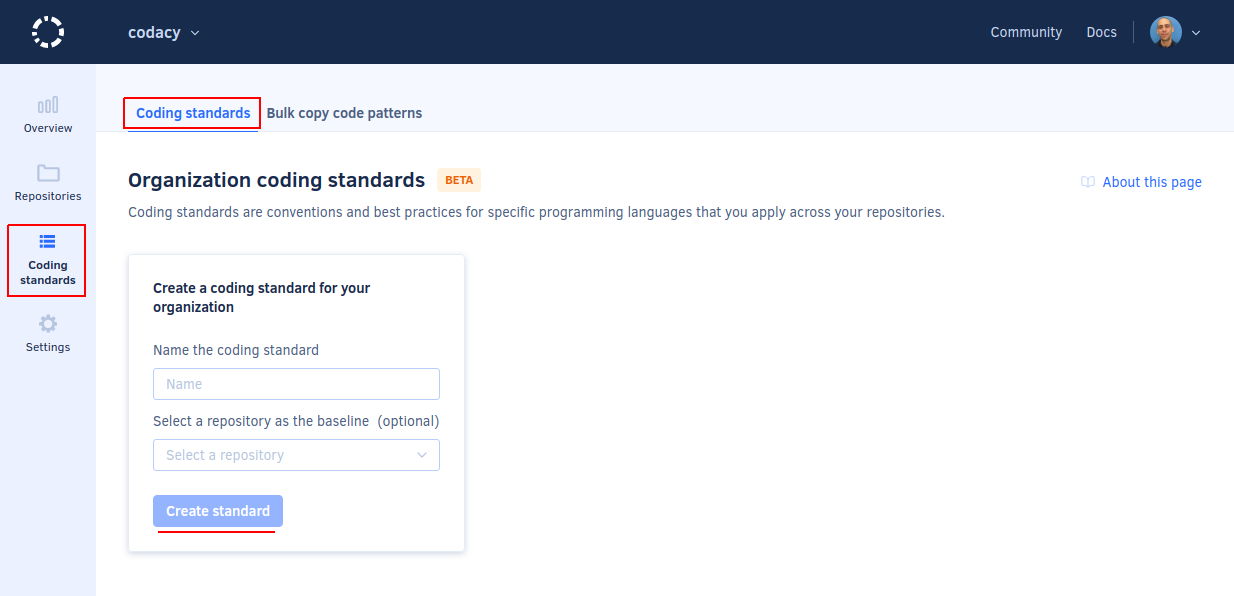 codacy
Community
Docs
Overview
Repositories
Coding
standards
Settings
Coding standards
Bulk copy code patterns
Organization coding standards
BETA
About this page
Coding standards are conventions and best practices for specific programming languages that you apply across your repositories.
Create a coding standard for your
organization
Name the coding standard
Name
Select a repository as the baseline (optional)
Select a repository
Create standard